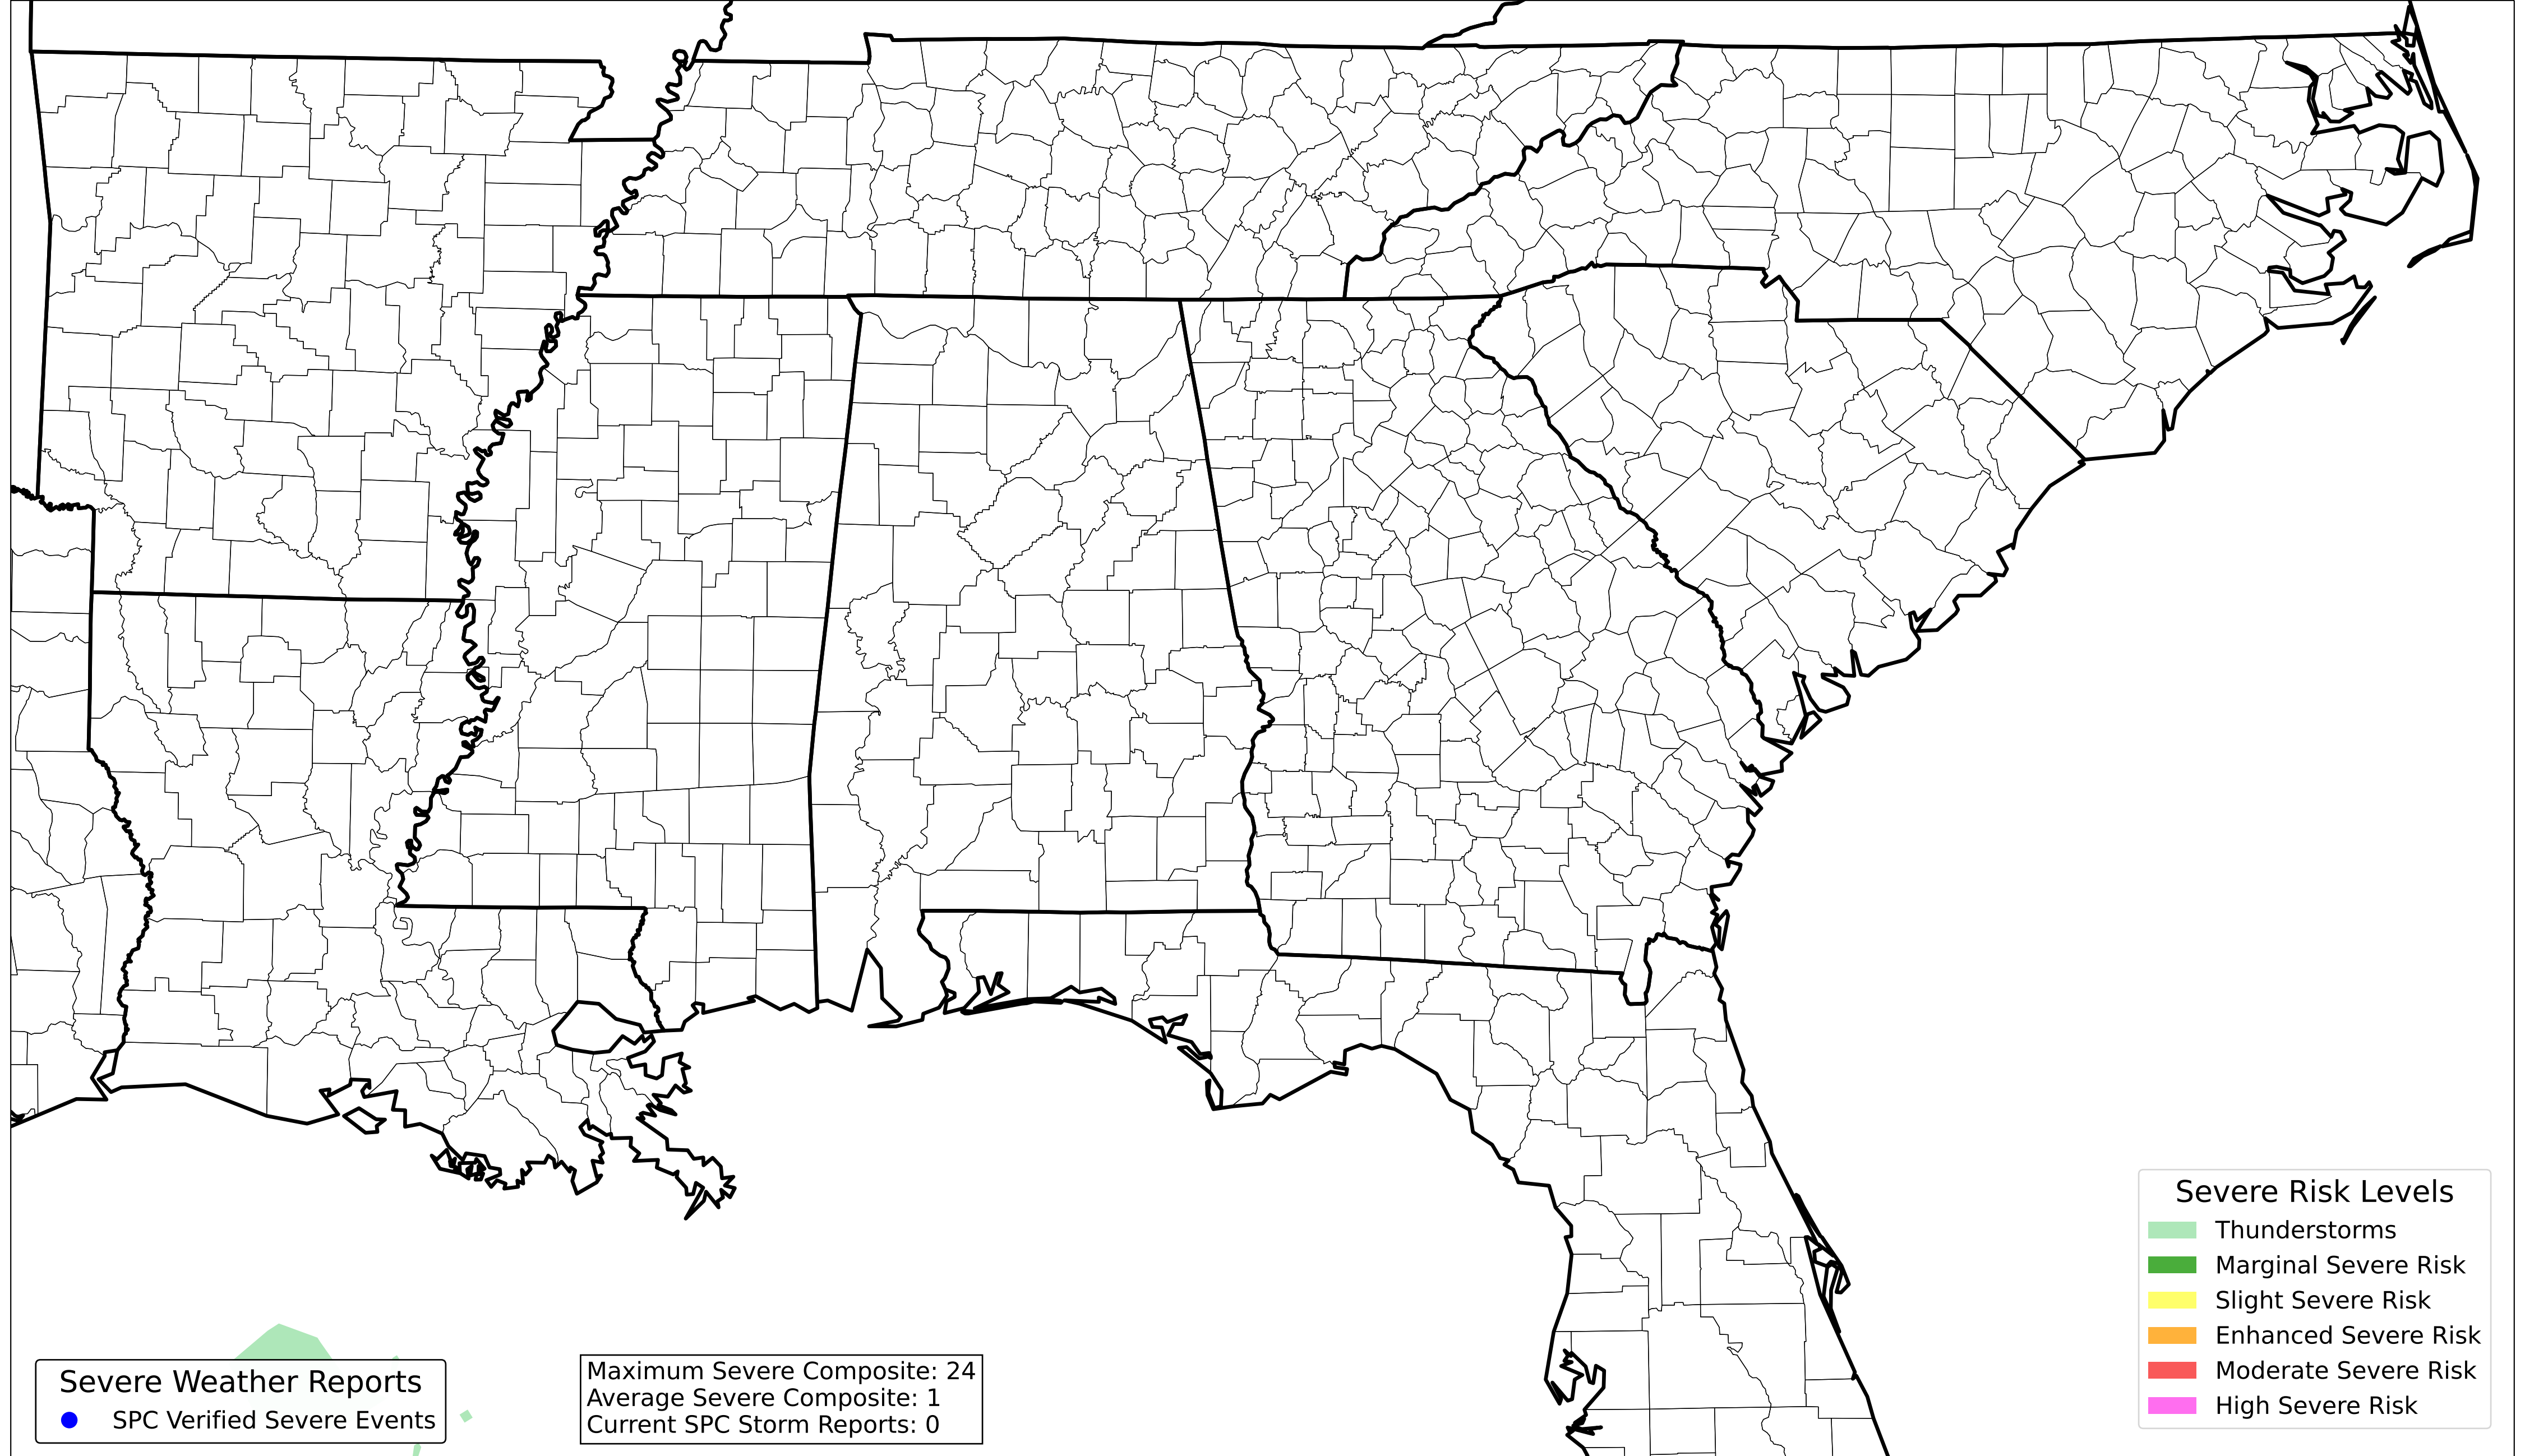 Severe Weather Reports
SPC Verified Severe Events
Maximum Severe Composite: 24
Average Severe Composite: 1
Current SPC Storm Reports: 0
Severe Risk Levels
Thunderstorms
Marginal Severe Risk
Slight Severe Risk
Enhanced Severe Risk
Moderate Severe Risk
High Severe Risk